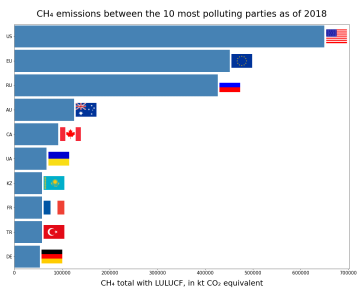 CH₄ emissions between the 10 most polluting parties as of 2018
US
EU
RU
AU
CA
UA
KZ
FR
TR
DE
0 100000 200000 300000 400000 500000 600000 700000
CH₄ total with LULUCF, in kt CO₂ equivalent